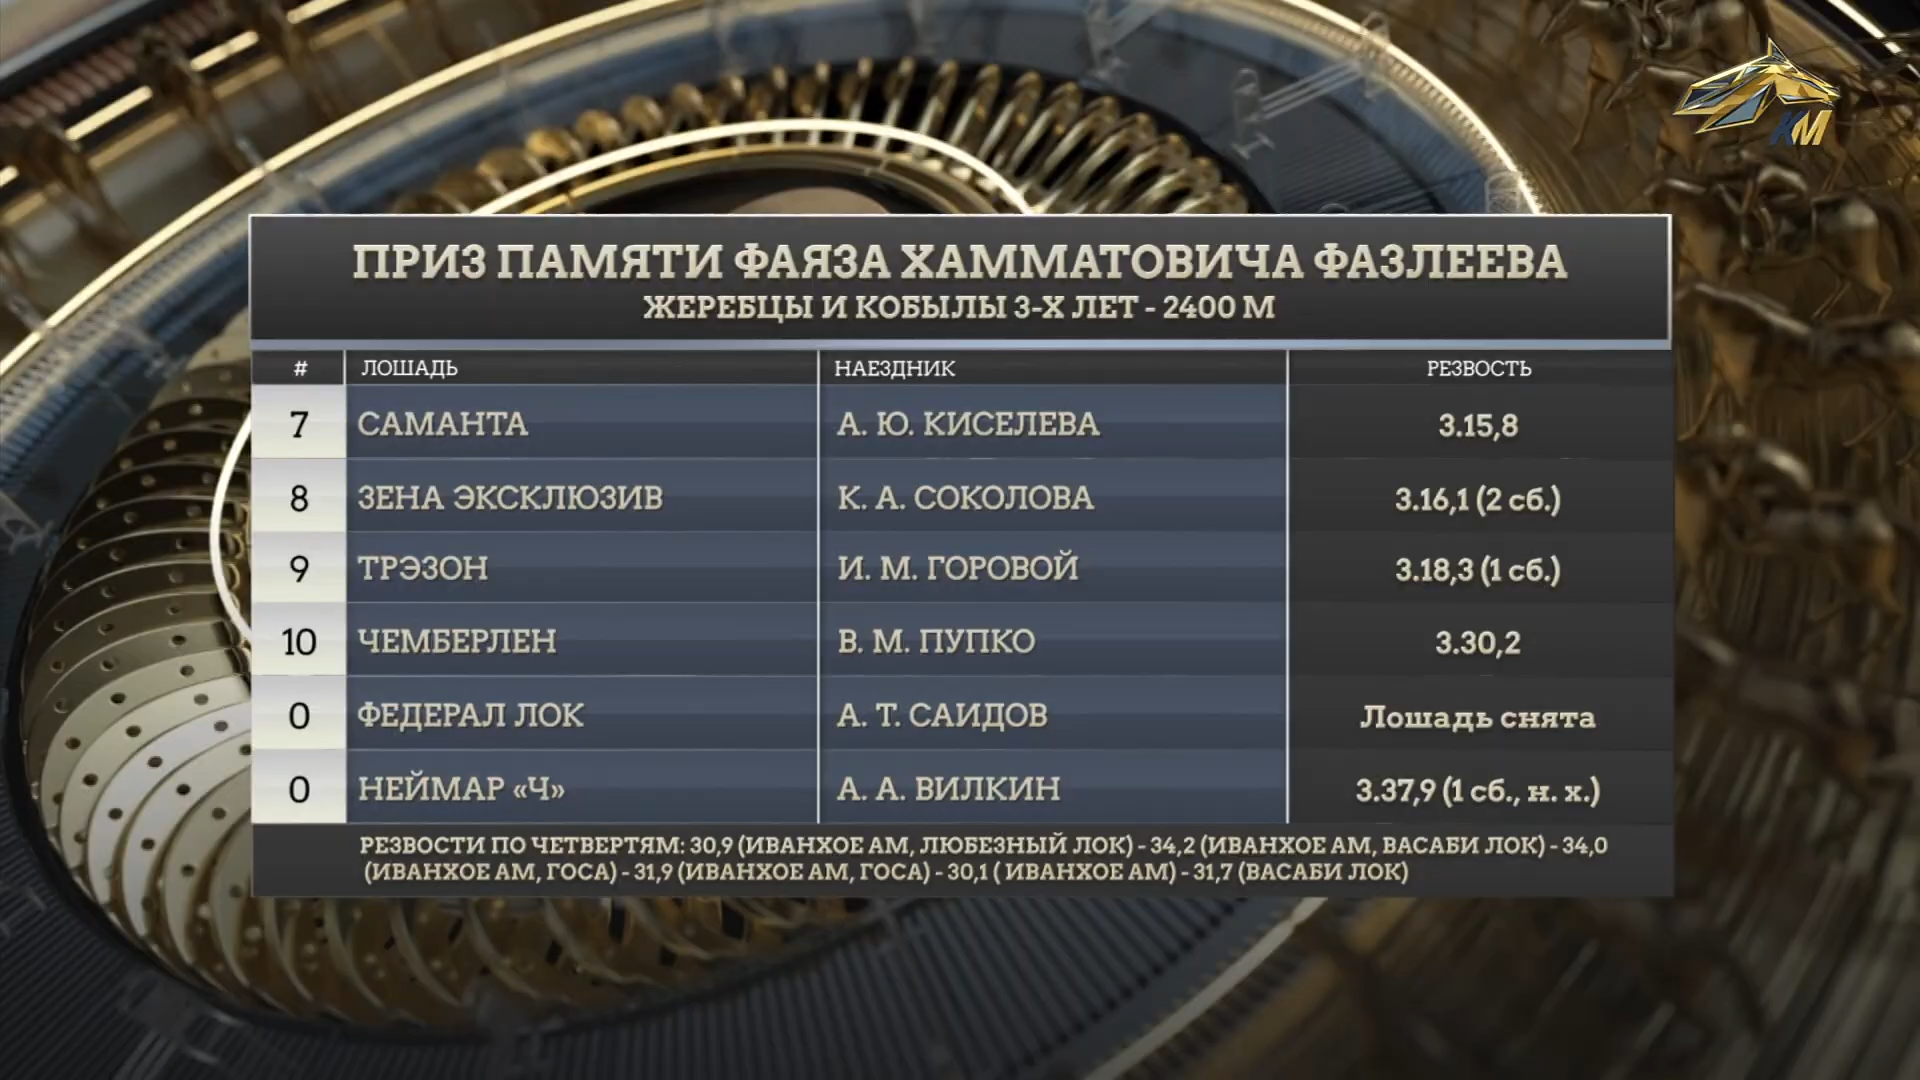 КМ
ПРИЗ ПАМЯТИ ФАЯЗА ХАММАТОВИЧА ФАЗЛЕЕВА
ЖЕРЕБЦЫ И КОБЫЛЫ 3-Х ЛЕТ - 2400 М
# ЛОШАДЬ НАЕЗДНИК РЕЗВОСТЬ
7 САМАНТА А. Ю. КИСЕЛЕВА 3.15,8
8 ЗЕНА ЭКСКЛЮЗИВ К. А. СОКОЛОВА 3.16,1 (2 сб.)
9 ТРЭЗОН И. М. ГОРОВОЙ 3.18,3 (1 сб.)
10 ЧЕМБЕРЛЕН В. М. ПУПКО 3.30,2
0 ФЕДЕРАЛ ЛОК А. Т. САИДОВ Лошадь снята
0 НЕЙМАР «Ч» А. А. ВИЛКИН 3.37,9 (1 сб., н. х.)
РЕЗВОСТИ ПО ЧЕТВЕРТЯМ: 30,9 (ИВАНХОЕ АМ, ЛЮБЕЗНЫЙ ЛОК) - 34,2 (ИВАНХОЕ АМ, ВАСАБИ ЛОК) - 34,0
(ИВАНХОЕ АМ, ГОСА) - 31,9 (ИВАНХОЕ АМ, ГОСА) - 30,1 ( ИВАНХОЕ АМ) - 31,7 (ВАСАБИ ЛОК)